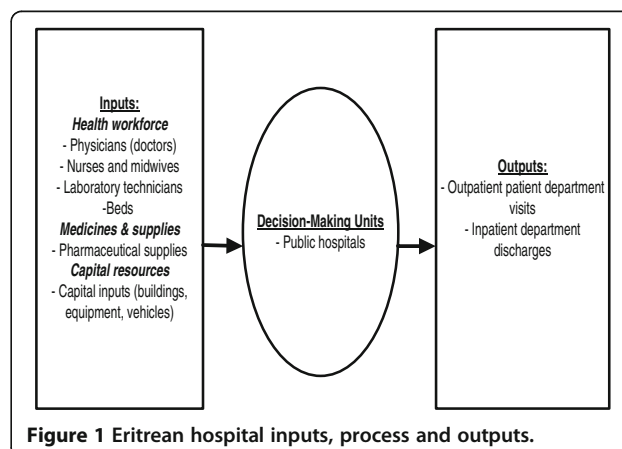 Inputs:
Health workforce
- Physicians (doctors)
- Nurses and midwives
- Laboratory technicians
-Beds
Medicines & supplies
- Pharmaceutical supplies
Capital resources
- Capital inputs (buildings,
equipment, vehicles)
Decision-Making Units
- Public hospitals
Outputs:
- Outpatient patient department
visits
- Inpatient department
discharges
Figure 1 Eritrean hospital inputs, process and outputs.